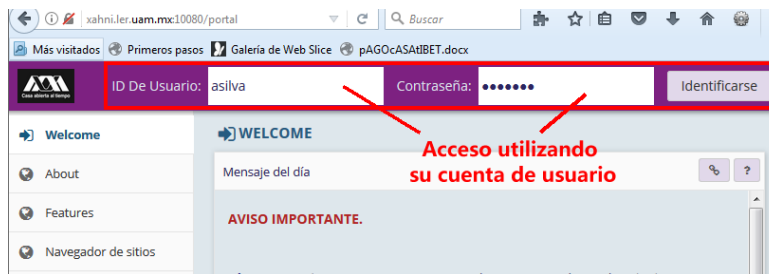 xahni.ler.uam.mx:10080/portal
Buscar
Más visitados Primeros pasos Galería de Web Slice pAGOcASAtIBET.docx
Casa abierta al tiempo
ID De Usuario: asilva Contraseña: ●●●●●●● Identificarse
Welcome
About
Features
Navegador de sitios
WELCOME
Acceso utilizando
su cuenta de usuario
Mensaje del día
?
AVISO IMPORTANTE.